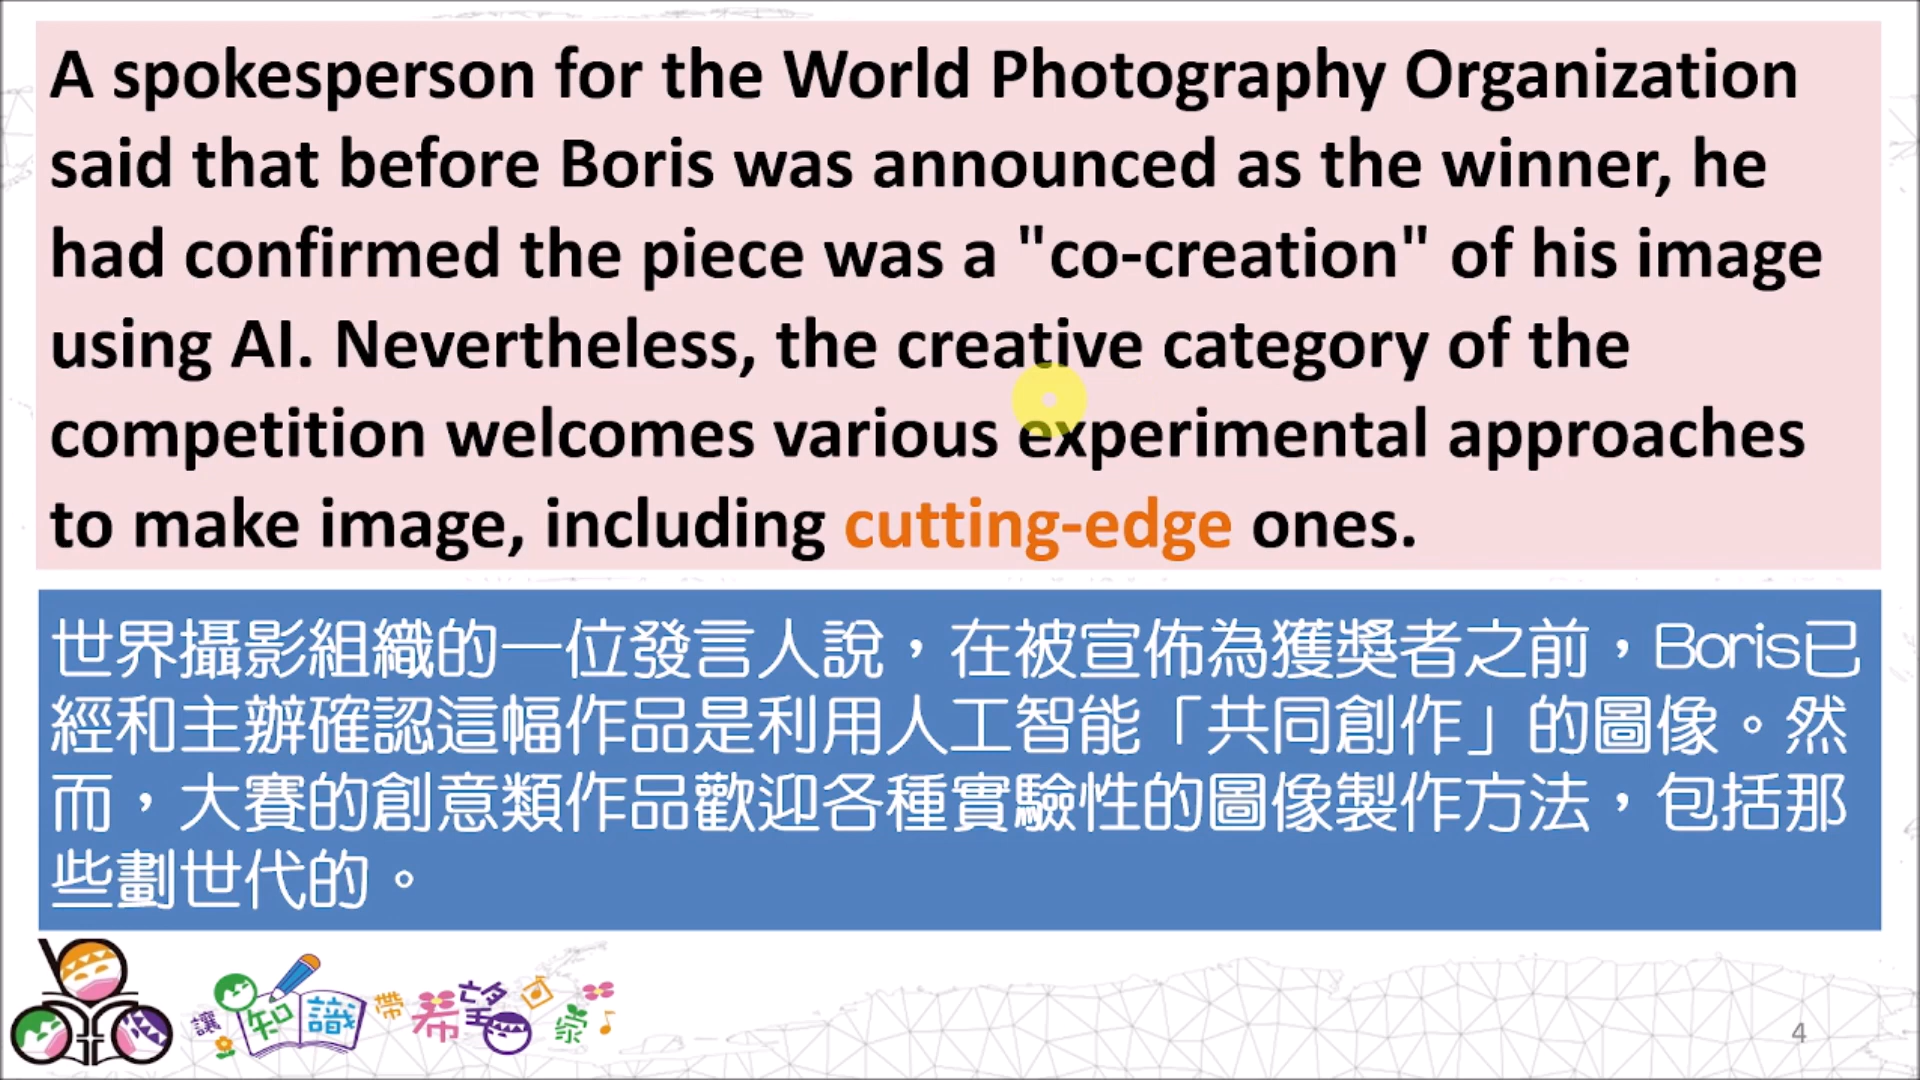 A spokesperson for the World Photography Organization
said that before Boris was announced as the winner, he
had confirmed the piece was a "co-creation" of his image
using AI. Nevertheless, the creative category of the
competition welcomes various experimental approaches
to make image, including cutting-edge ones.
世界攝影組織的一位發言人說，在被宣佈為獲獎者之前，Boris已
經和主辦確認這幅作品是利用人工智能「共同創作」的圖像。然
而，大賽的創意類作品歡迎各種實驗性的圖像製作方法，包括那
些劃世代的。
讓知識帶希望回家
4